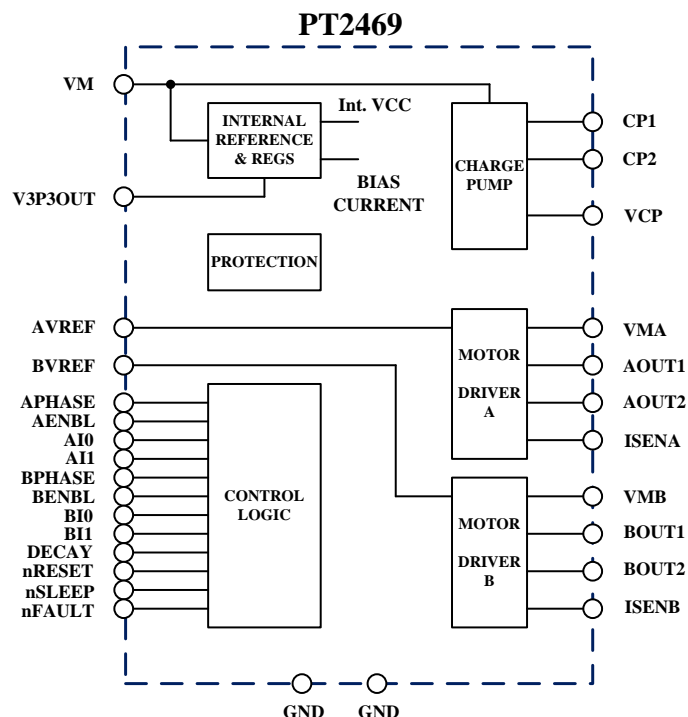 PT2469
VM
V3P3OUT
AVREF
BVREF
APHASE
AENBL
AI0
AI1
BPHASE
BENBL
BI0
BI1
DECAY
nRESET
nSLEEP
nFAULT
INTERNAL
REFERENCE
& REGS
Int. VCC
BIAS
CURRENT
PROTECTION
CONTROL
LOGIC
CHARGE
PUMP
MOTOR
DRIVER
A
MOTOR
DRIVER
B
CP1
CP2
VCP
VMA
AOUT1
AOUT2
ISENA
VMB
BOUT1
BOUT2
ISENB
GND
GND